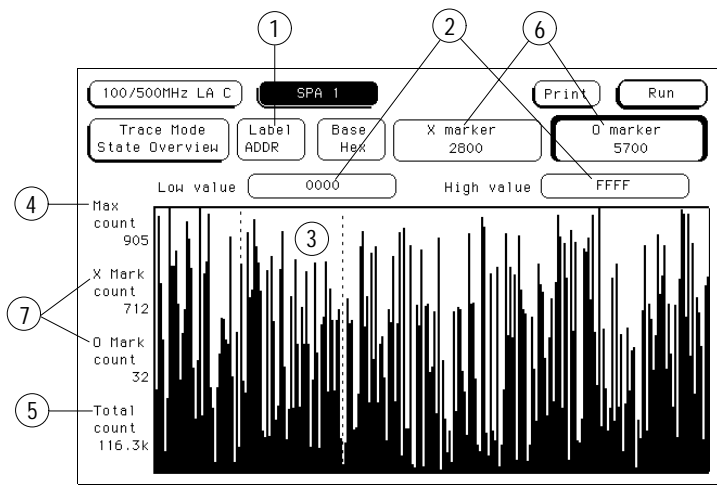 1
2
6
100/500MHz LA C
SPA 1
Print
Run
Trace Mode
State Overview
Label
ADDR
Base
Hex
X marker
2800
O marker
5700
Low value
0000
High value
FFFF
4
Max
count
905
3
X Mark
count
712
7
O Mark
count
32
5
Total
count
116.3k